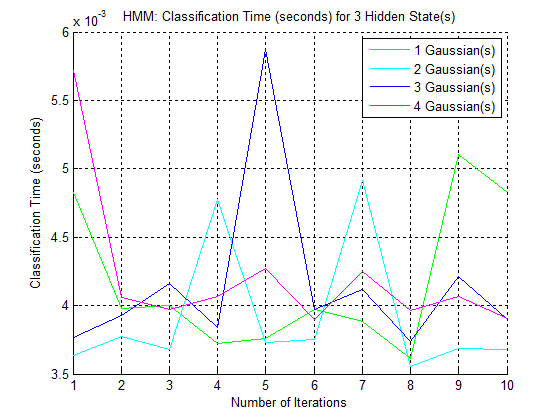 HMM: Classification Time (seconds) for 3 Hidden State(s)
x 10^-3
6
5.5
5
4.5
4
3.5
Classification Time (seconds)
1 Gaussian(s)
2 Gaussian(s)
3 Gaussian(s)
4 Gaussian(s)
1 2 3 4 5 6 7 8 9 10
Number of Iterations